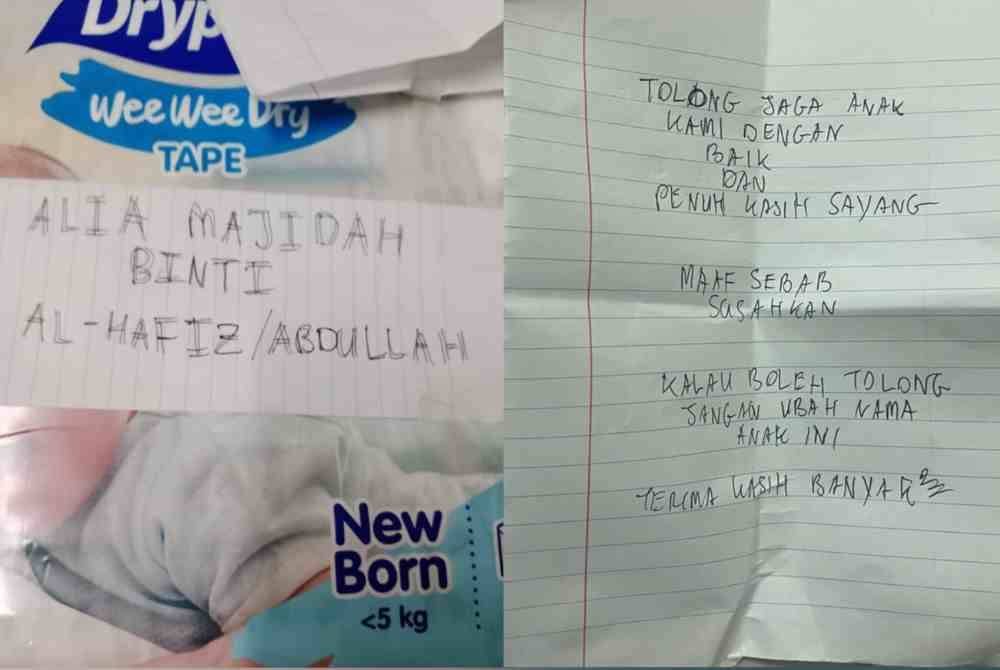 Dryp
Wee Wee Dry
TAPE
ALIA MAJIDAH
BINTI
AL-HAFIZ/ABDULLAH
New
Born
<5 kg
TOLONG JAGA ANAK
KAMI DENGAN
BAIK
DAN
PENUH KASIH SAYANG
MAAF SEBAB
SUSAHKAN
KALAU BOLEH TOLONG
JANGAN UBAH NAMA
ANAK INI
TERIMA KASIH BANYAK²